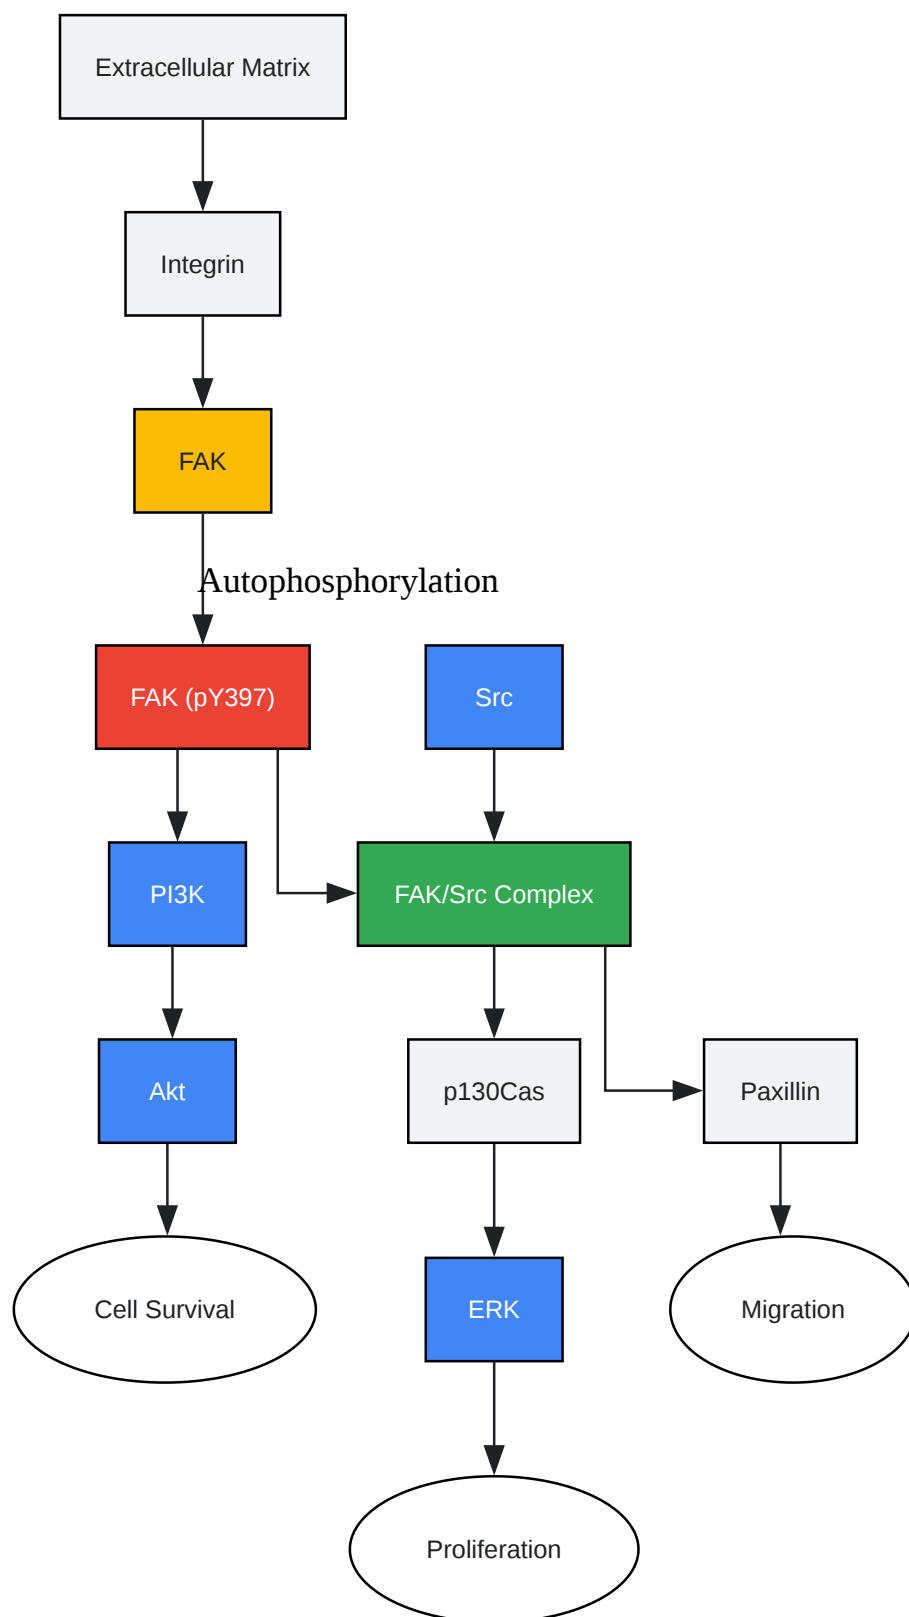 Extracellular Matrix
Integrin
FAK
Autophosphorylation
FAK (pY397)
Src
PI3K
FAK/Src Complex
Akt
p130Cas
Paxillin
Cell Survival
ERK
Migration
Proliferation